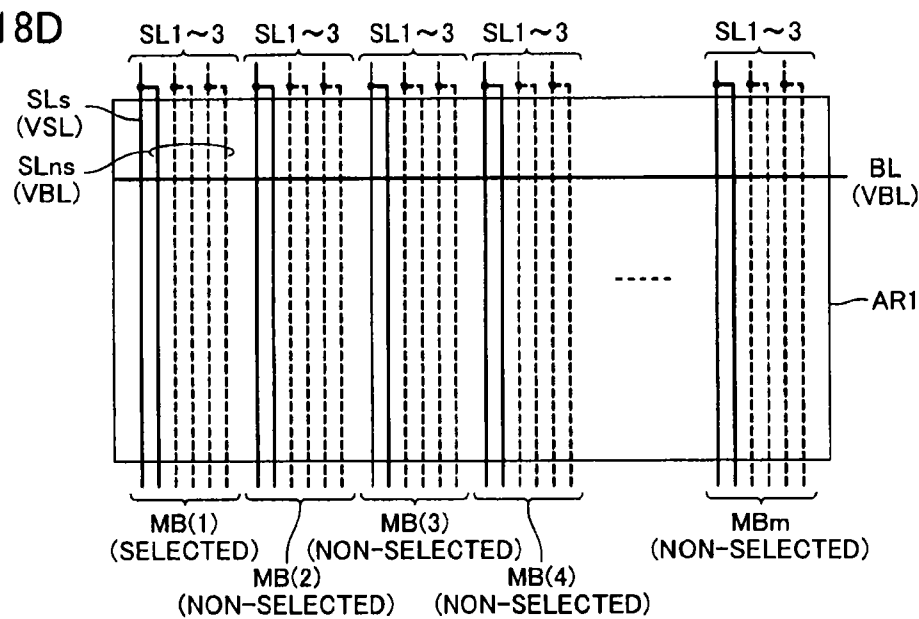 18D
SL1~3 SL1~3 SL1~3 SL1~3 SL1~3
SLs
(VSL)
SLns
(VBL)
BL
(VBL)
AR1
MB(1)
(SELECTED)
MB(2)
(NON-SELECTED)
MB(3)
(NON-SELECTED)
MB(4)
(NON-SELECTED)
MBm
(NON-SELECTED)